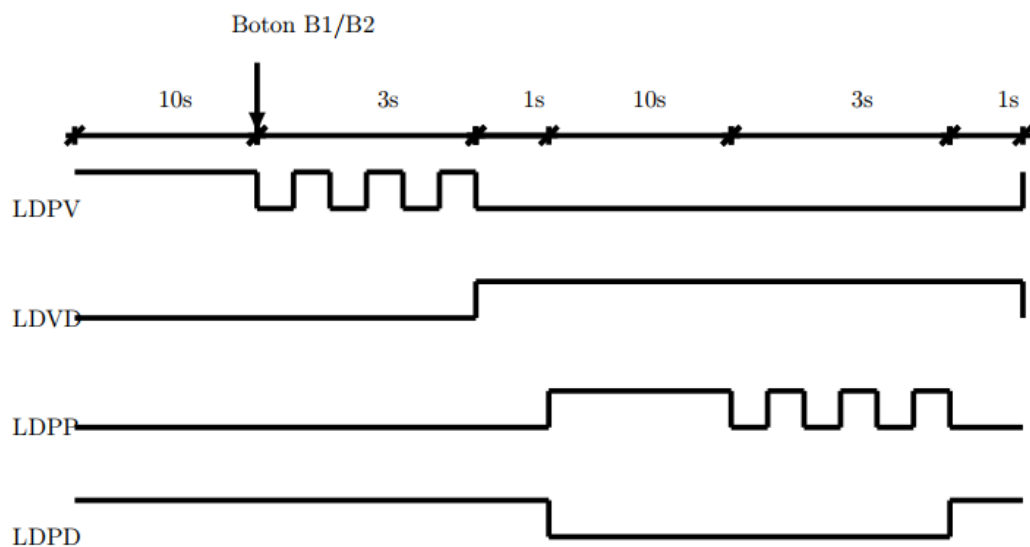 Boton B1/B2
10s 3s 1s 10s 3s 1s
LDPV
LDVD
LDPP
LDPD